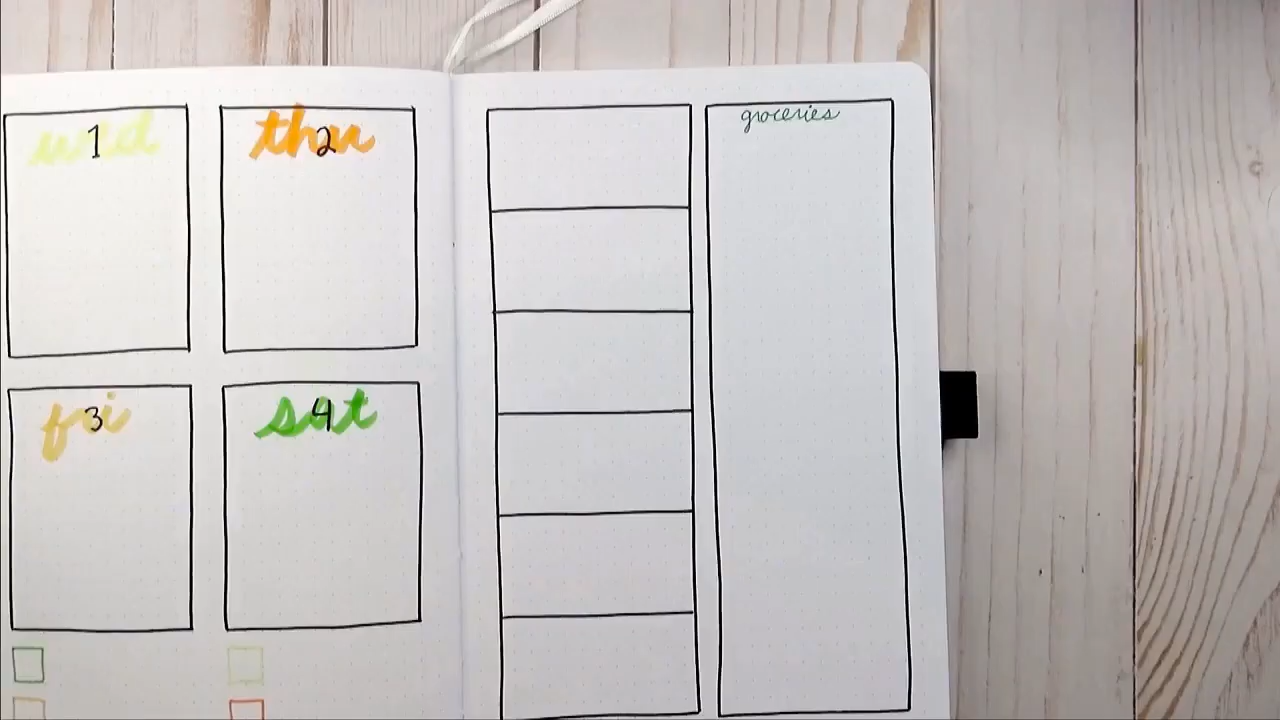 wed 1
thu 2
groceries
fri 3
sat 4